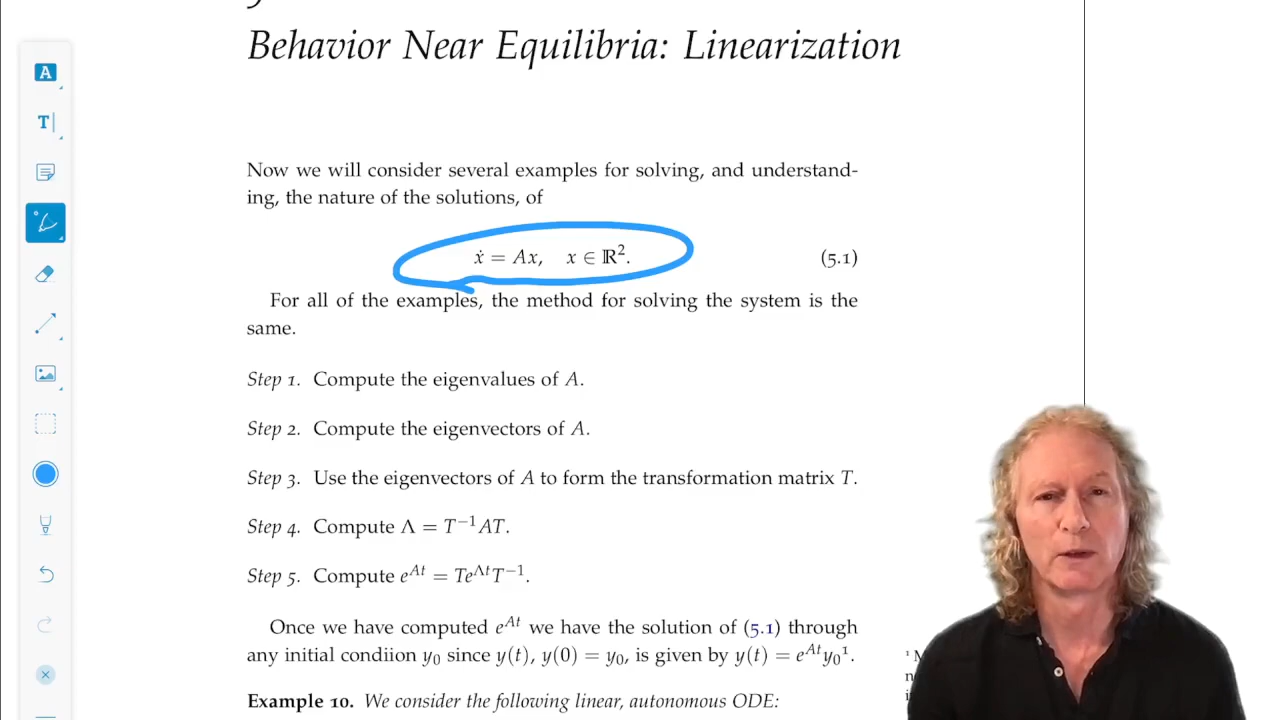 Behavior Near Equilibria: Linearization
Now we will consider several examples for solving, and understand-
ing, the nature of the solutions, of
ẋ = Ax, x ∈ ℝ². (5.1)
For all of the examples, the method for solving the system is the
same.
Step 1. Compute the eigenvalues of A.
Step 2. Compute the eigenvectors of A.
Step 3. Use the eigenvectors of A to form the transformation matrix T.
Step 4. Compute Λ = T⁻¹AT.
Step 5. Compute e^{At} = Te^{Λt}T⁻¹.
Once we have computed e^{At} we have the solution of (5.1) through
any initial condiion y₀ since y(t), y(0) = y₀, is given by y(t) = e^{At}y₀¹.
Example 10. We consider the following linear, autonomous ODE:
A
T